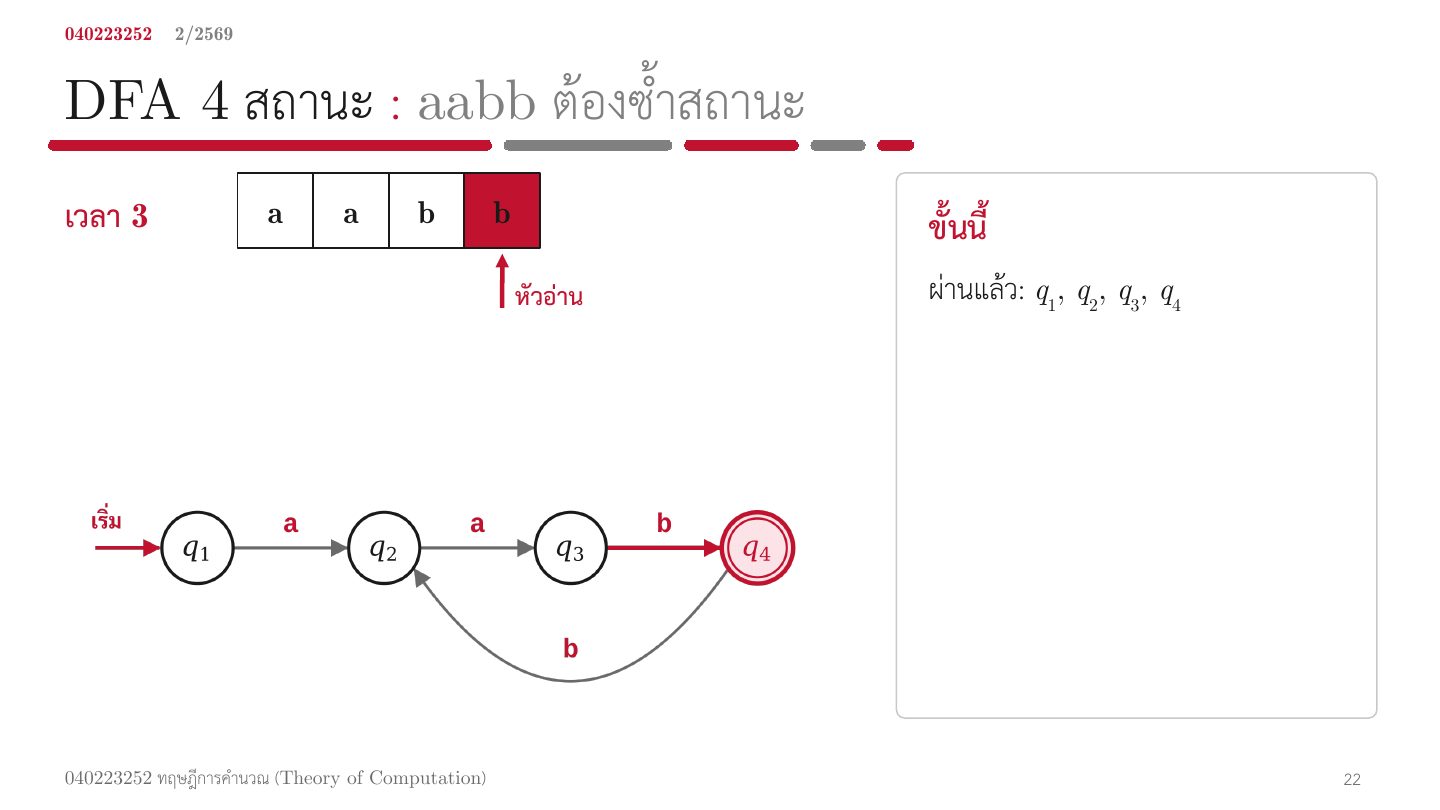 040223252 2/2569
DFA 4 สถานะ : aabb ต้องซ้ำสถานะ
เวลา 3
a a b b
หัวอ่าน
ขั้นนี้
ผ่านแล้ว: q1, q2, q3, q4
เริ่ม
a a b
q1 q2 q3 q4
b
040223252 ทฤษฎีการคำนวณ (Theory of Computation)
22